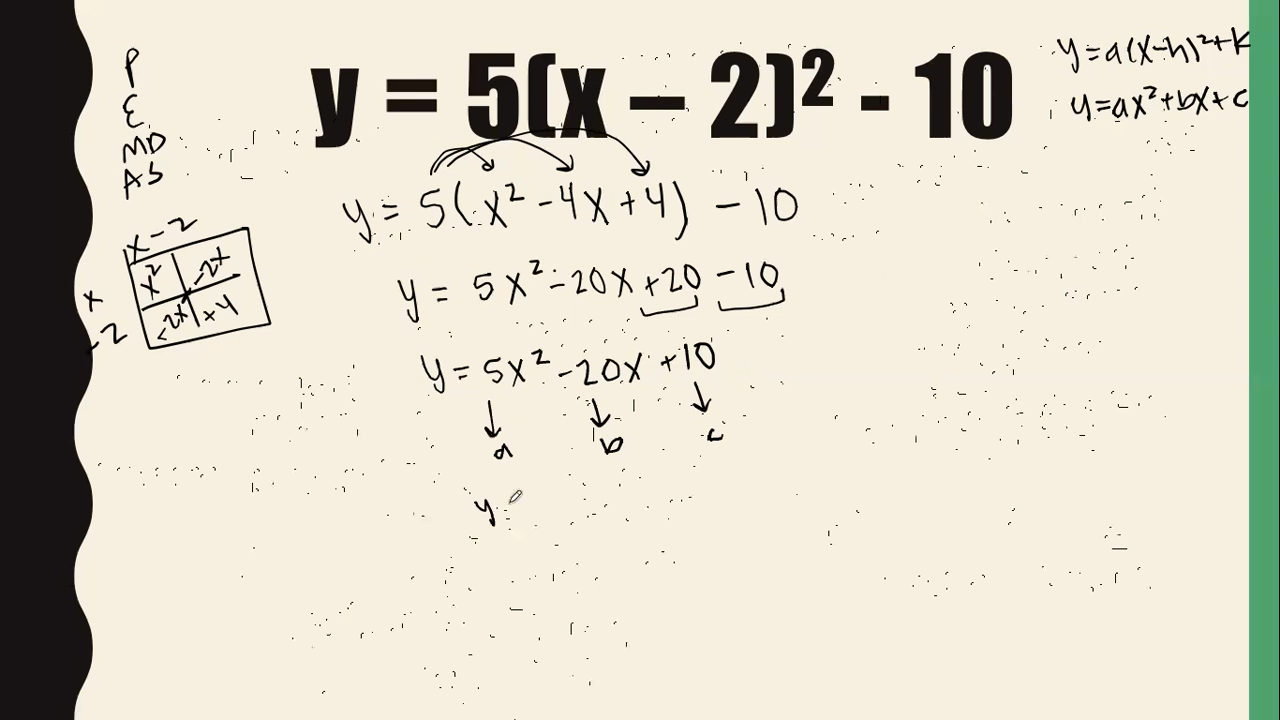 y = 5(x – 2)² - 10
y=a(x-h)²+k
y=ax²+bx+c
P
E
MD
AS
y = 5(x² -4x +4) -10
x -2
x² -2x
x
-2x +4
-2
y = 5x² -20x +20 -10
y = 5x² -20x +10
a b c
y =